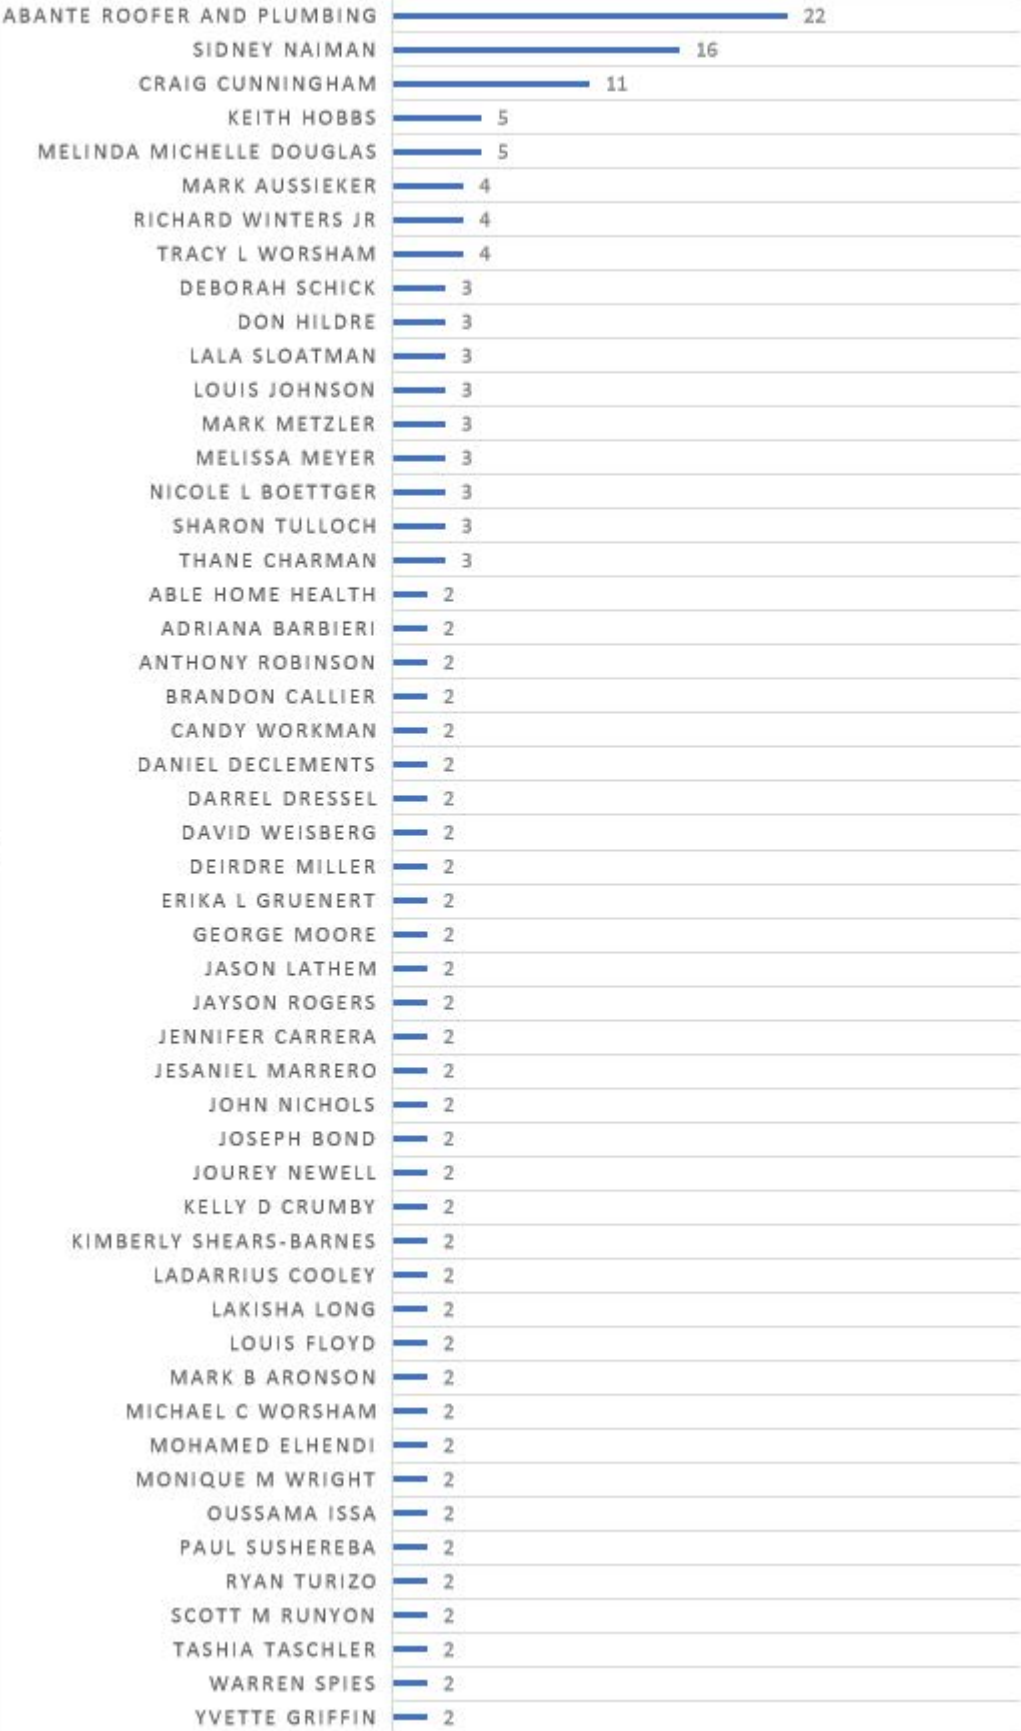 ABANTE ROOFER AND PLUMBING 22
SIDNEY NAIMAN 16
CRAIG CUNNINGHAM 11
KEITH HOBBS 5
MELINDA MICHELLE DOUGLAS 5
MARK AUSSIEKER 4
RICHARD WINTERS JR 4
TRACY L WORSHAM 4
DEBORAH SCHICK 3
DON HILDRE 3
LALA SLOATMAN 3
LOUIS JOHNSON 3
MARK METZLER 3
MELISSA MEYER 3
NICOLE L BOETTGER 3
SHARON TULLOCH 3
THANE CHARMAN 3
ABLE HOME HEALTH 2
ADRIANA BARBIERI 2
ANTHONY ROBINSON 2
BRANDON CALLIER 2
CANDY WORKMAN 2
DANIEL DECLEMENTS 2
DARREL DRESSEL 2
DAVID WEISBERG 2
DEIRDRE MILLER 2
ERIKA L GRUENERT 2
GEORGE MOORE 2
JASON LATHEM 2
JAYSON ROGERS 2
JENNIFER CARRERA 2
JESANIEL MARRERO 2
JOHN NICHOLS 2
JOSEPH BOND 2
JOUREY NEWELL 2
KELLY D CRUMBY 2
KIMBERLY SHEARS-BARNES 2
LADARRIUS COOLEY 2
LAKISHA LONG 2
LOUIS FLOYD 2
MARK B ARONSON 2
MICHAEL C WORSHAM 2
MOHAMED ELHENDI 2
MONIQUE M WRIGHT 2
OUSSAMA ISSA 2
PAUL SUSHEREBA 2
RYAN TURIZO 2
SCOTT M RUNYON 2
TASHIA TASCHLER 2
WARREN SPIES 2
YVETTE GRIFFIN 2